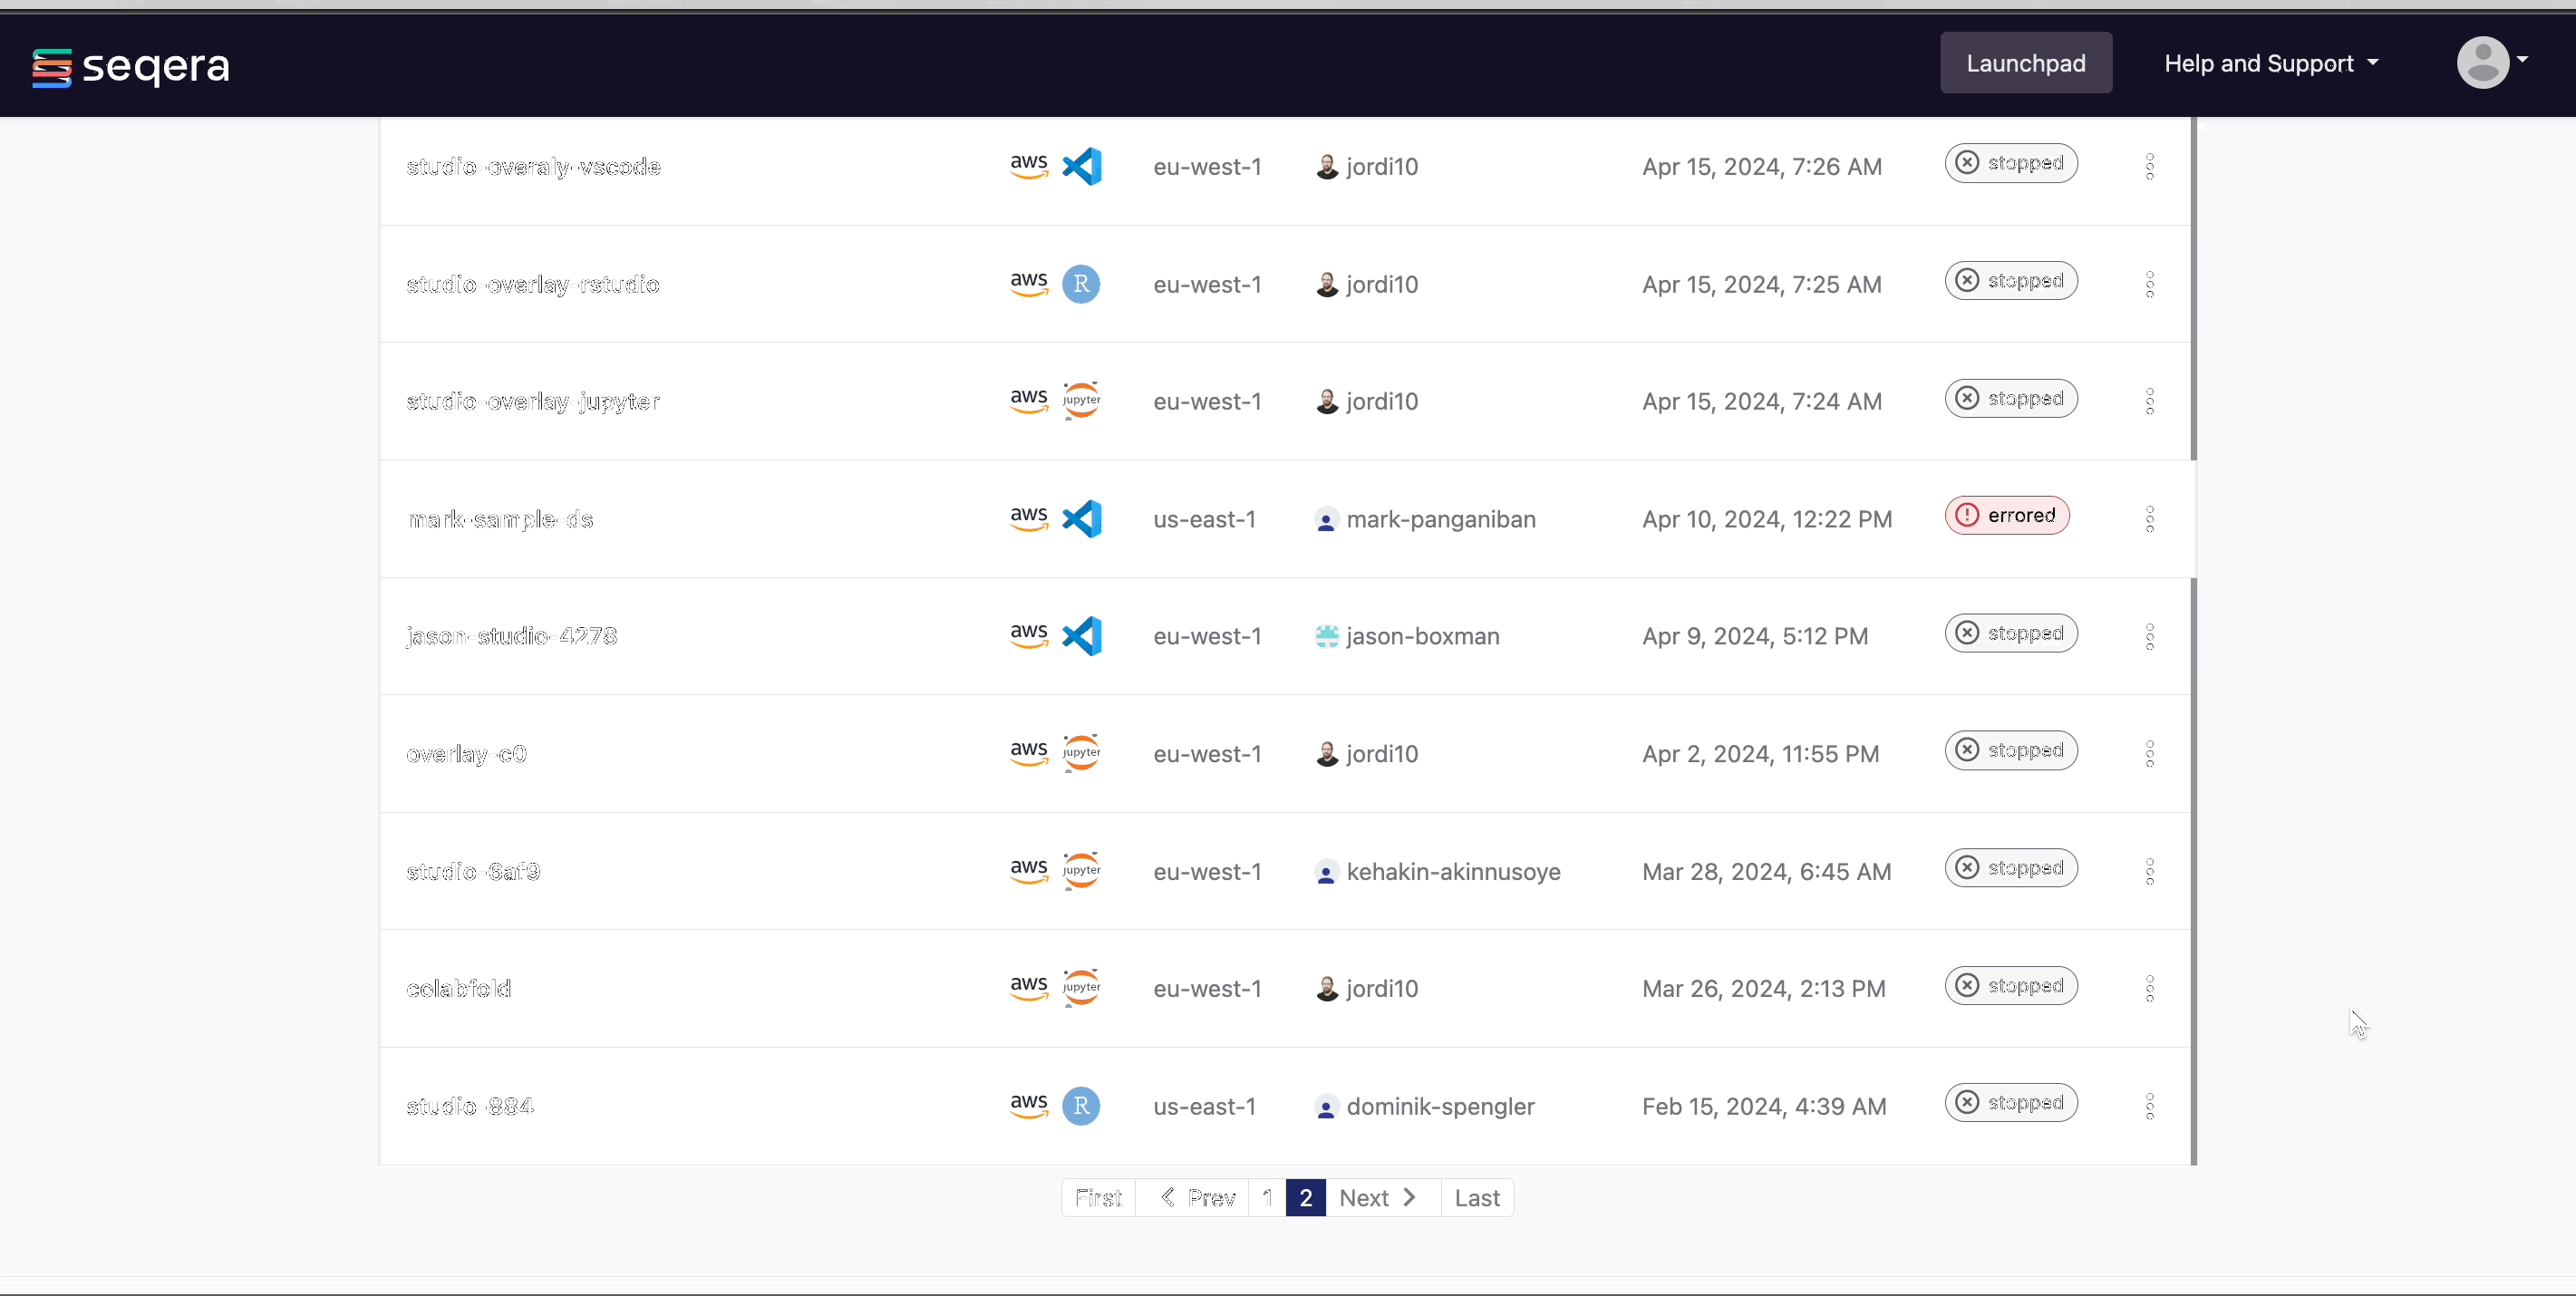 seqera Launchpad Help and Support
studio-overaly-vscode aws eu-west-1 jordi10 Apr 15, 2024, 7:26 AM stopped
studio-overlay-rstudio aws R eu-west-1 jordi10 Apr 15, 2024, 7:25 AM stopped
studio-overlay-jupyter aws jupyter eu-west-1 jordi10 Apr 15, 2024, 7:24 AM stopped
mark-sample-ds aws us-east-1 mark-panganiban Apr 10, 2024, 12:22 PM errored
jason-studio-4278 aws eu-west-1 jason-boxman Apr 9, 2024, 5:12 PM stopped
overlay-c0 aws jupyter eu-west-1 jordi10 Apr 2, 2024, 11:55 PM stopped
studio-6af9 aws jupyter eu-west-1 kehakin-akinnusoye Mar 28, 2024, 6:45 AM stopped
colabfold aws jupyter eu-west-1 jordi10 Mar 26, 2024, 2:13 PM stopped
studio-884 aws R us-east-1 dominik-spengler Feb 15, 2024, 4:39 AM stopped
First Prev 1 2 Next Last